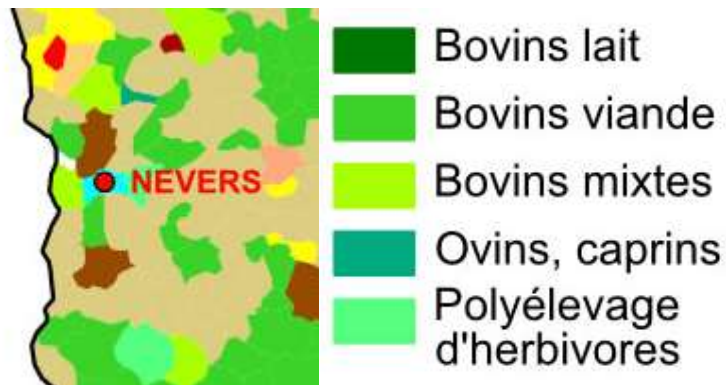 NEVERS
Bovins lait
Bovins viande
Bovins mixtes
Ovins, caprins
Polyélevage
d'herbivores